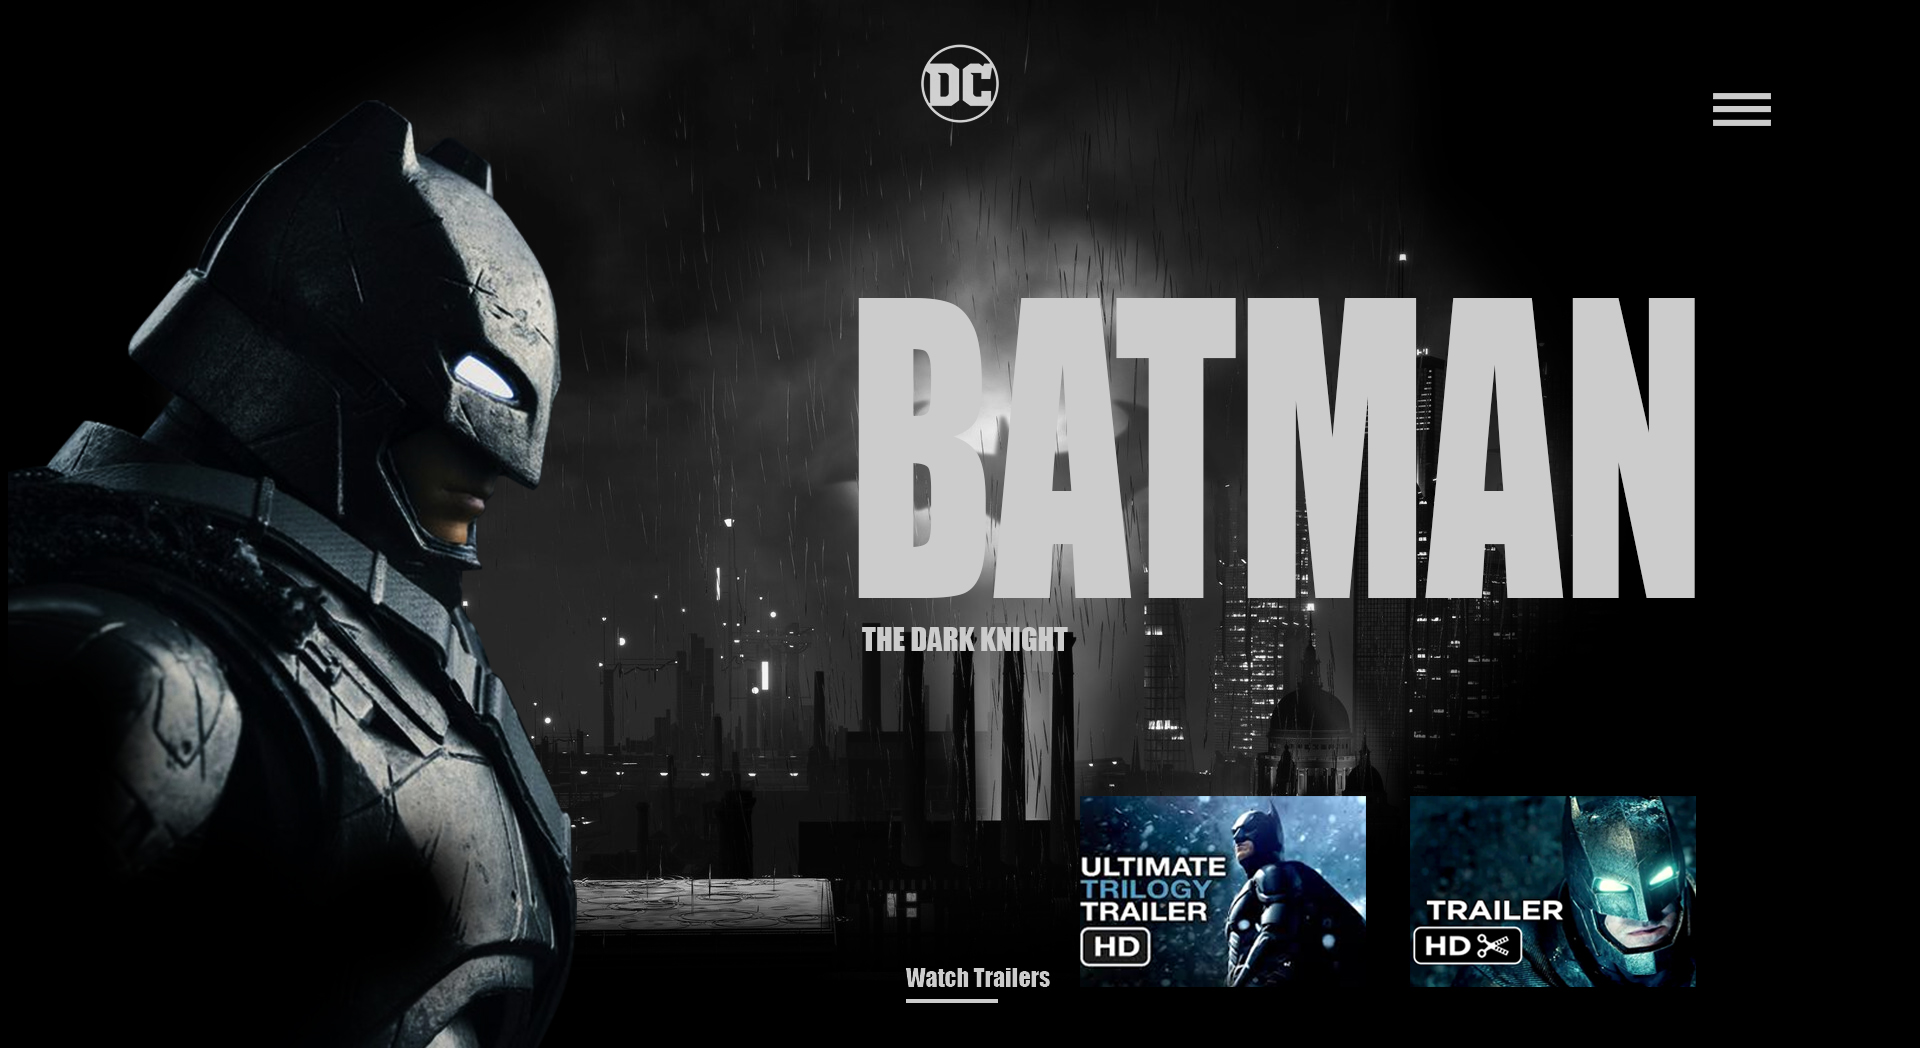 DC
BATMAN
THE DARK KNIGHT
ULTIMATE
TRILOGY
TRAILER
HD
TRAILER
HD
Watch Trailers